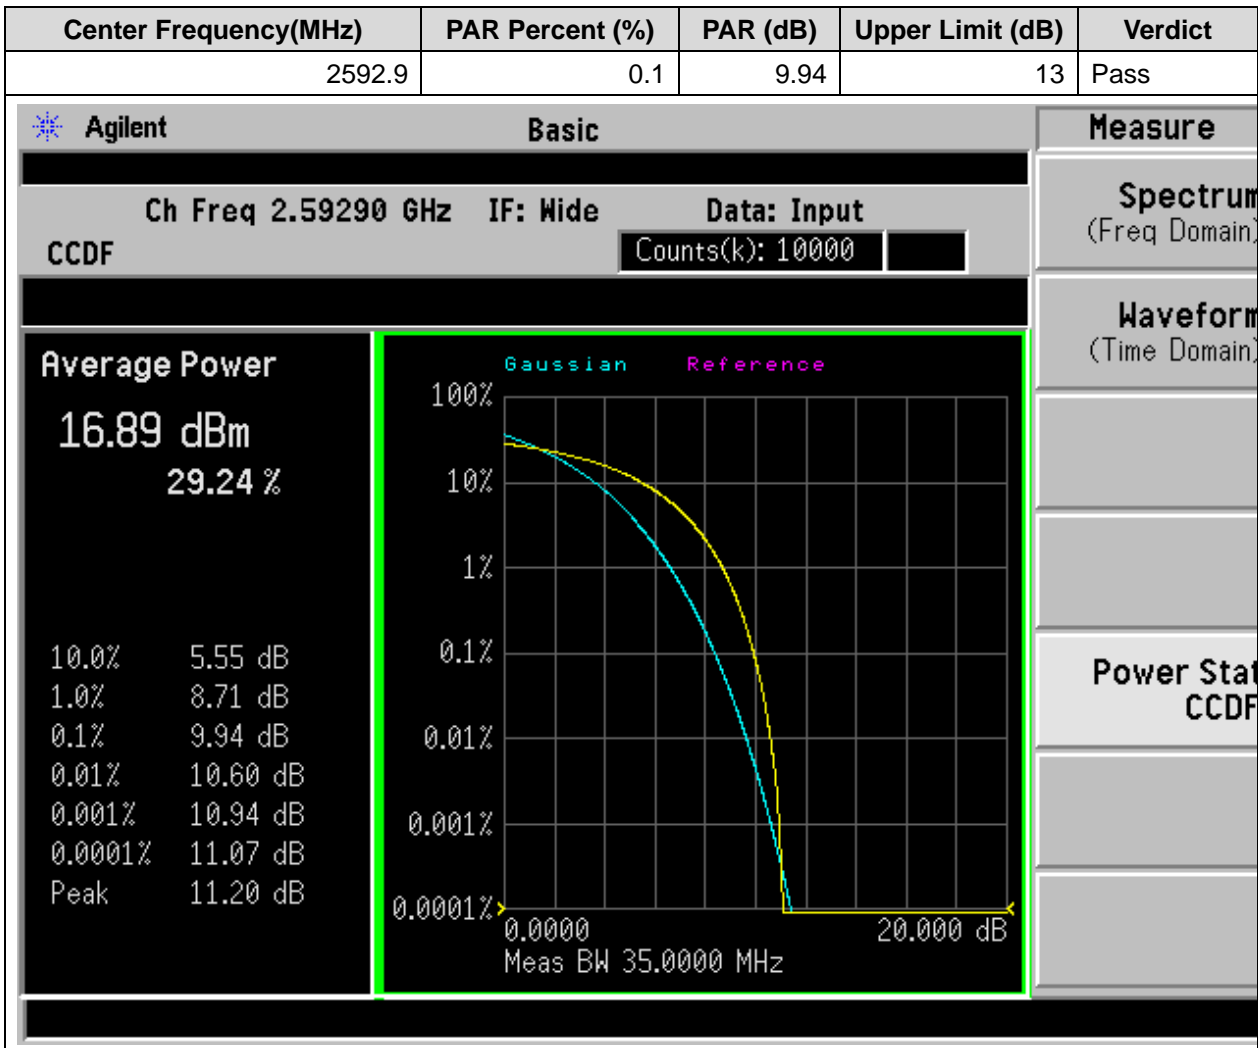 Center Frequency(MHz) PAR Percent (%) PAR (dB) Upper Limit (dB) Verdict
2592.9 0.1 9.94 13 Pass
Agilent Basic Measure
Ch Freq 2.59290 GHz IF: Wide Data: Input
CCDF Counts(k): 10000
Spectrum
(Freq Domain)
Waveform
(Time Domain)
Power Stat
CCDF
Average Power
16.89 dBm
29.24 %
10.0% 5.55 dB
1.0% 8.71 dB
0.1% 9.94 dB
0.01% 10.60 dB
0.001% 10.94 dB
0.0001% 11.07 dB
Peak 11.20 dB
Gaussian Reference
100%
10%
1%
0.1%
0.01%
0.001%
0.0001%
0.0000 20.000 dB
Meas BW 35.0000 MHz